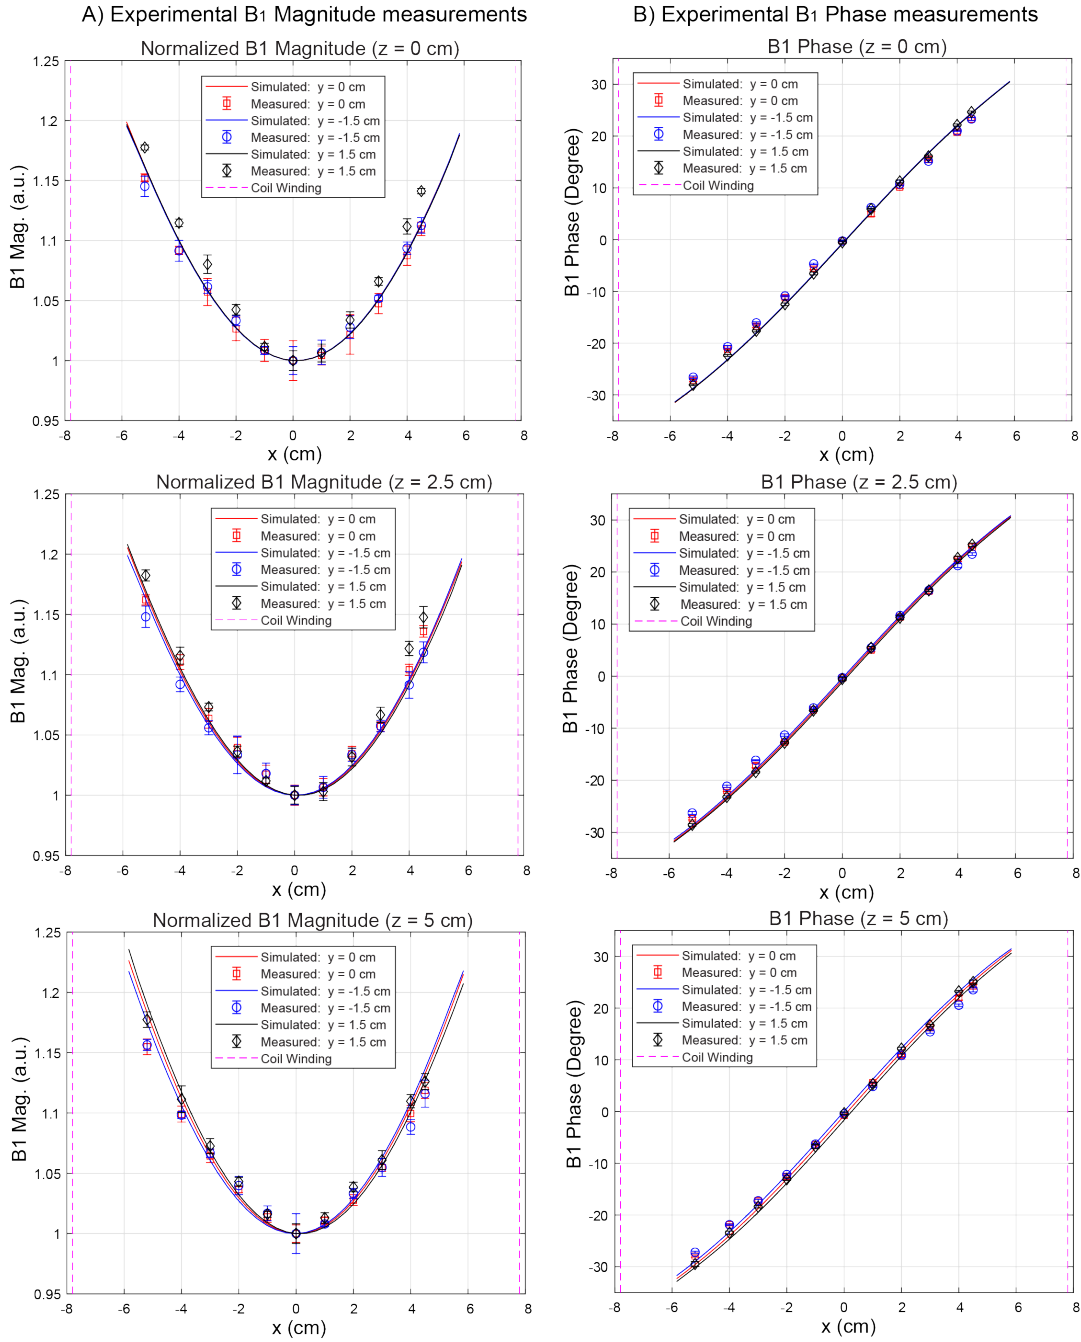 A) Experimental B1 Magnitude measurements
Normalized B1 Magnitude (z = 0 cm)
1.25
1.2
1.15
1.1
1.05
1
0.95
B1 Mag. (a.u.)
Simulated: y = 0 cm
Measured: y = 0 cm
Simulated: y = -1.5 cm
Measured: y = -1.5 cm
Simulated: y = 1.5 cm
Measured: y = 1.5 cm
Coil Winding
-8 -6 -4 -2 0 2 4 6 8
x (cm)
Normalized B1 Magnitude (z = 2.5 cm)
1.25
1.2
1.15
1.1
1.05
1
0.95
B1 Mag. (a.u.)
Simulated: y = 0 cm
Measured: y = 0 cm
Simulated: y = -1.5 cm
Measured: y = -1.5 cm
Simulated: y = 1.5 cm
Measured: y = 1.5 cm
Coil Winding
-8 -6 -4 -2 0 2 4 6 8
x (cm)
Normalized B1 Magnitude (z = 5 cm)
1.25
1.2
1.15
1.1
1.05
1
0.95
B1 Mag. (a.u.)
Simulated: y = 0 cm
Measured: y = 0 cm
Simulated: y = -1.5 cm
Measured: y = -1.5 cm
Simulated: y = 1.5 cm
Measured: y = 1.5 cm
Coil Winding
-8 -6 -4 -2 0 2 4 6 8
x (cm)
B) Experimental B1 Phase measurements
B1 Phase (z = 0 cm)
30
20
10
0
-10
-20
-30
B1 Phase (Degree)
Simulated: y = 0 cm
Measured: y = 0 cm
Simulated: y = -1.5 cm
Measured: y = -1.5 cm
Simulated: y = 1.5 cm
Measured: y = 1.5 cm
Coil Winding
-8 -6 -4 -2 0 2 4 6 8
x (cm)
B1 Phase (z = 2.5 cm)
30
20
10
0
-10
-20
-30
B1 Phase (Degree)
Simulated: y = 0 cm
Measured: y = 0 cm
Simulated: y = -1.5 cm
Measured: y = -1.5 cm
Simulated: y = 1.5 cm
Measured: y = 1.5 cm
Coil Winding
-8 -6 -4 -2 0 2 4 6 8
x (cm)
B1 Phase (z = 5 cm)
30
20
10
0
-10
-20
-30
B1 Phase (Degree)
Simulated: y = 0 cm
Measured: y = 0 cm
Simulated: y = -1.5 cm
Measured: y = -1.5 cm
Simulated: y = 1.5 cm
Measured: y = 1.5 cm
Coil Winding
-8 -6 -4 -2 0 2 4 6 8
x (cm)